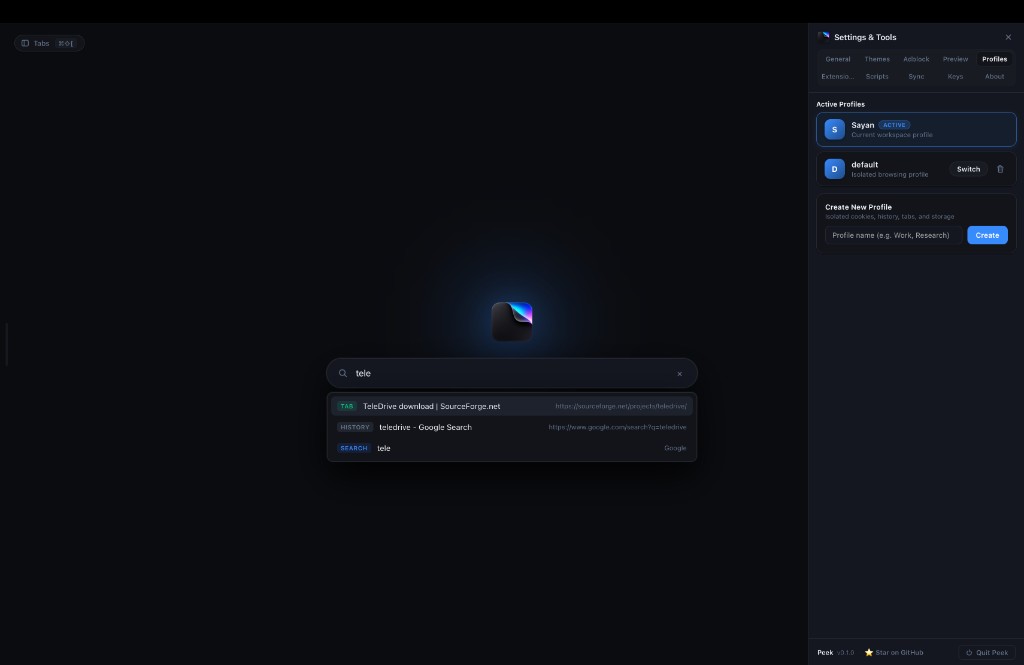 Tabs ⌘⇧[
tele
×
TAB TeleDrive download | SourceForge.net https://sourceforge.net/projects/teledrive/
HISTORY teledrive - Google Search https://www.google.com/search?q=teledrive
SEARCH tele Google
Settings & Tools
General Themes Adblock Preview Profiles
Extensio... Scripts Sync Keys About
Active Profiles
S Sayan ACTIVE
Current workspace profile
D default
Isolated browsing profile
Switch
Create New Profile
Isolated cookies, history, tabs, and storage
Profile name (e.g. Work, Research) Create
Peek v3.1.0 Star on GitHub Quit Peek